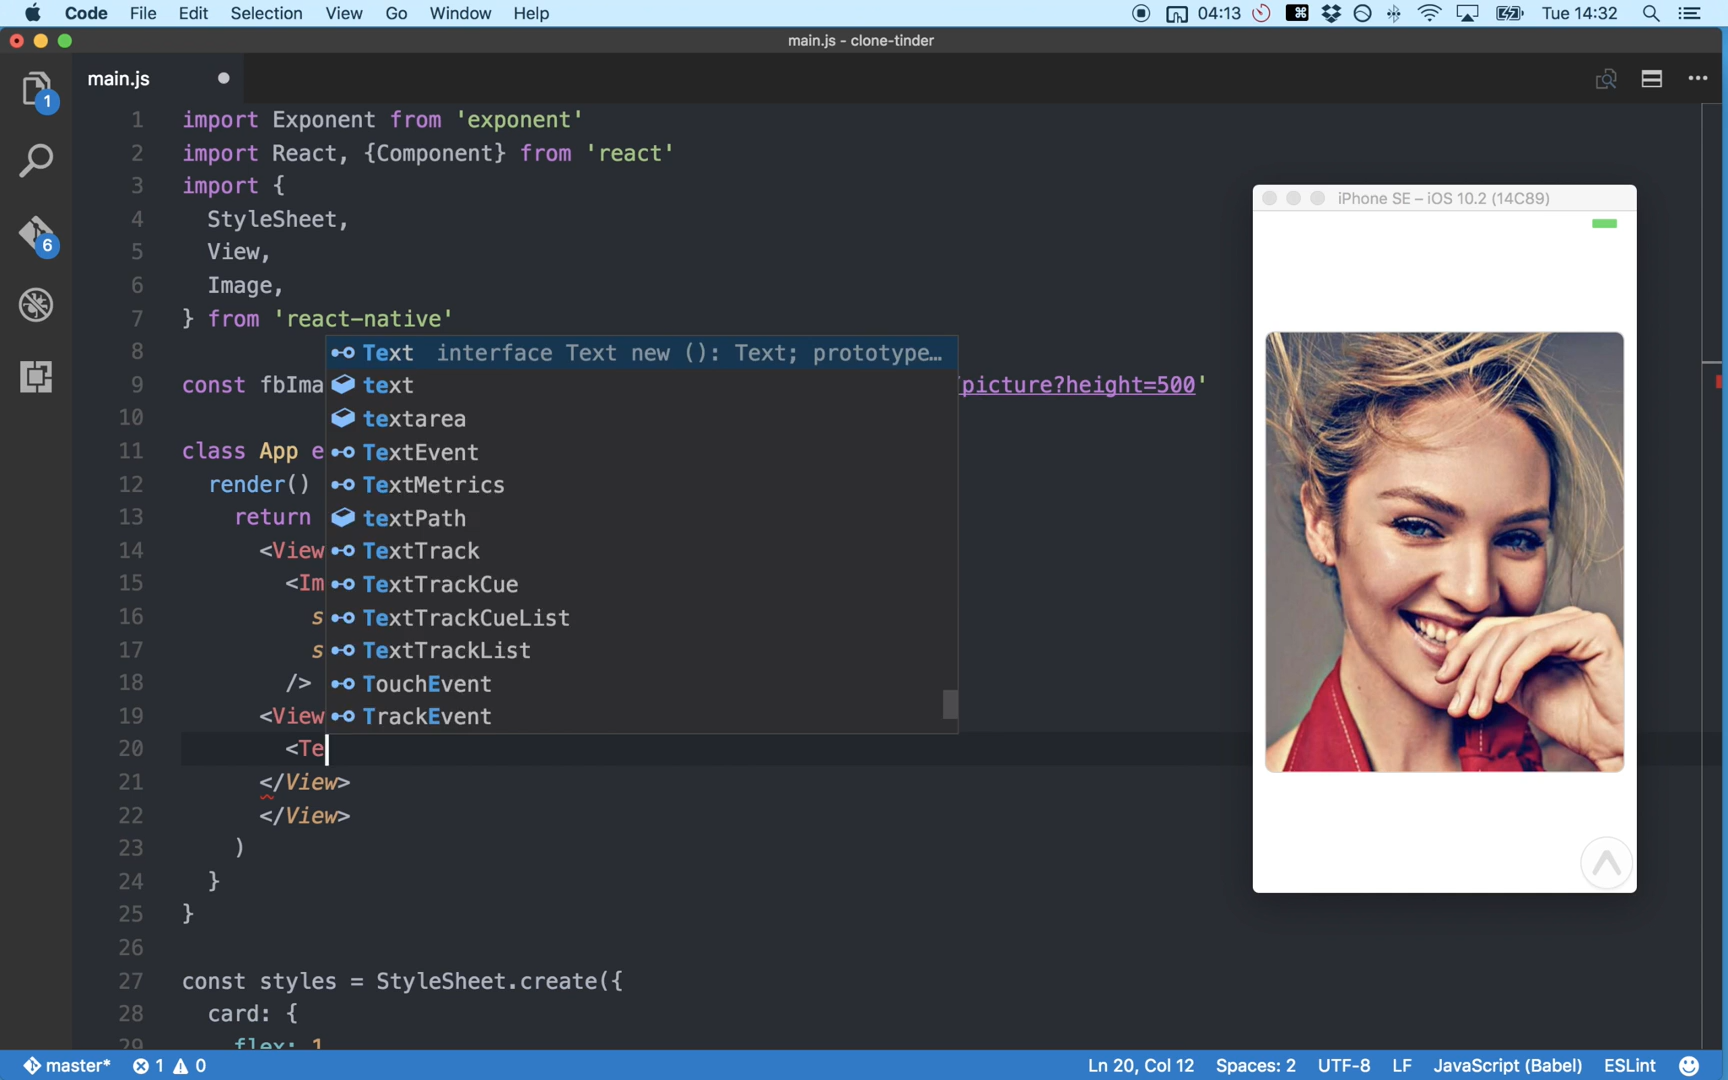 Code File Edit Selection View Go Window Help 04:13 Tue 14:32
main.js - clone-tinder
main.js
1
6
1 import Exponent from 'exponent'
2 import React, {Component} from 'react'
3 import {
4 StyleSheet,
5 View,
6 Image,
7 } from 'react-native'
8
9 const fbIma /picture?height=500'
10
11 class App e
12 render()
13 return
14 <View
15 <Im
16 s
17 s
18 />
19 <View
20 <Te
21 </View>
22 </View>
23 )
24 }
25 }
26
27 const styles = StyleSheet.create({
28 card: {
29 flex: 1
Text interface Text new (): Text; prototype…
text
textarea
TextEvent
TextMetrics
textPath
TextTrack
TextTrackCue
TextTrackCueList
TextTrackList
TouchEvent
TrackEvent
iPhone SE – iOS 10.2 (14C89)
master* 1 0 Ln 20, Col 12 Spaces: 2 UTF-8 LF JavaScript (Babel) ESLint